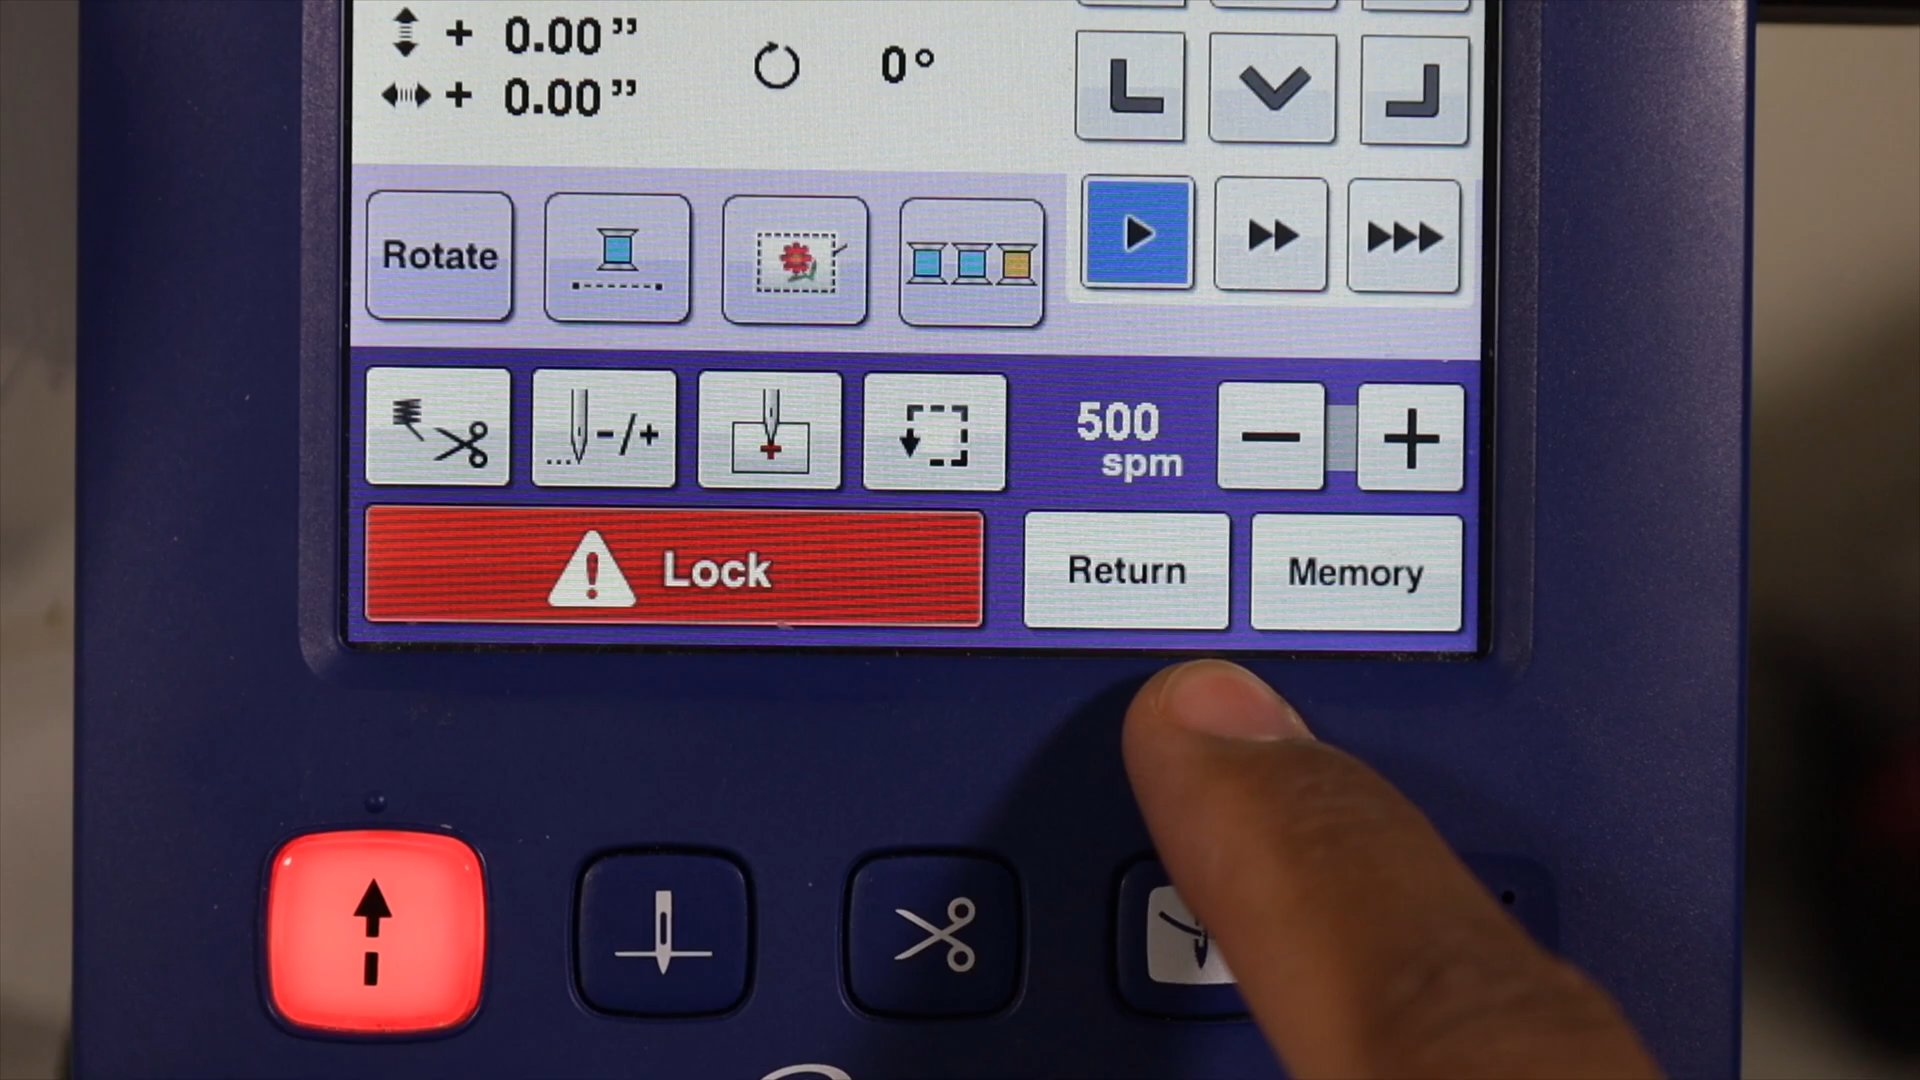 + 0.00”
0°
+ 0.00”
Rotate
-/+
500
spm
− +
Lock
Return
Memory